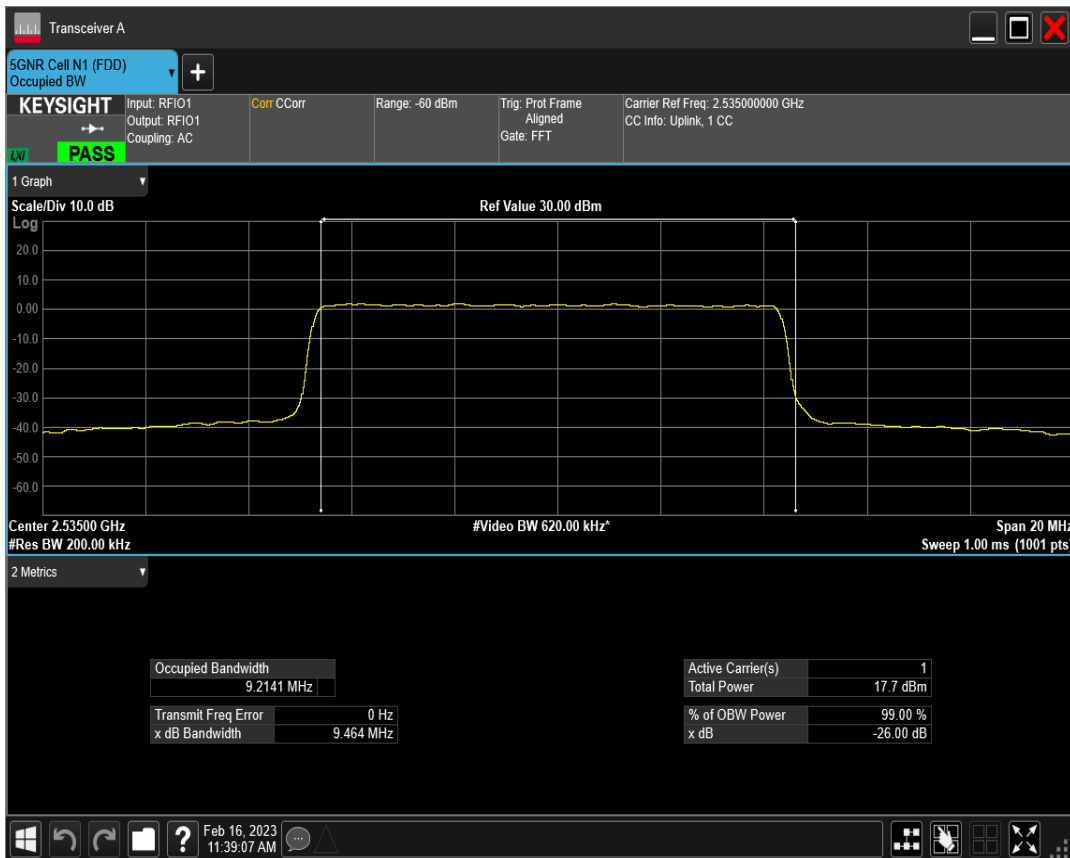 Transceiver A
5GNR Cell N1 (FDD)
Occupied BW
KEYSIGHT
LXI
PASS
Input: RFIO1
Output: RFIO1
Coupling: AC
Corr CCorr
Range: -60 dBm
Trig: Prot Frame
Aligned
Gate: FFT
Carrier Ref Freq: 2.535000000 GHz
CC Info: Uplink, 1 CC
1 Graph
Scale/Div 10.0 dB
Ref Value 30.00 dBm
Log
20.0
10.0
0.00
-10.0
-20.0
-30.0
-40.0
-50.0
-60.0
Center 2.53500 GHz
#Video BW 620.00 kHz*
Span 20 MHz
#Res BW 200.00 kHz
Sweep 1.00 ms (1001 pts)
2 Metrics
Occupied Bandwidth
9.2141 MHz
Transmit Freq Error 0 Hz
x dB Bandwidth 9.464 MHz
Active Carrier(s) 1
Total Power 17.7 dBm
% of OBW Power 99.00 %
x dB -26.00 dB
Feb 16, 2023
11:39:07 AM